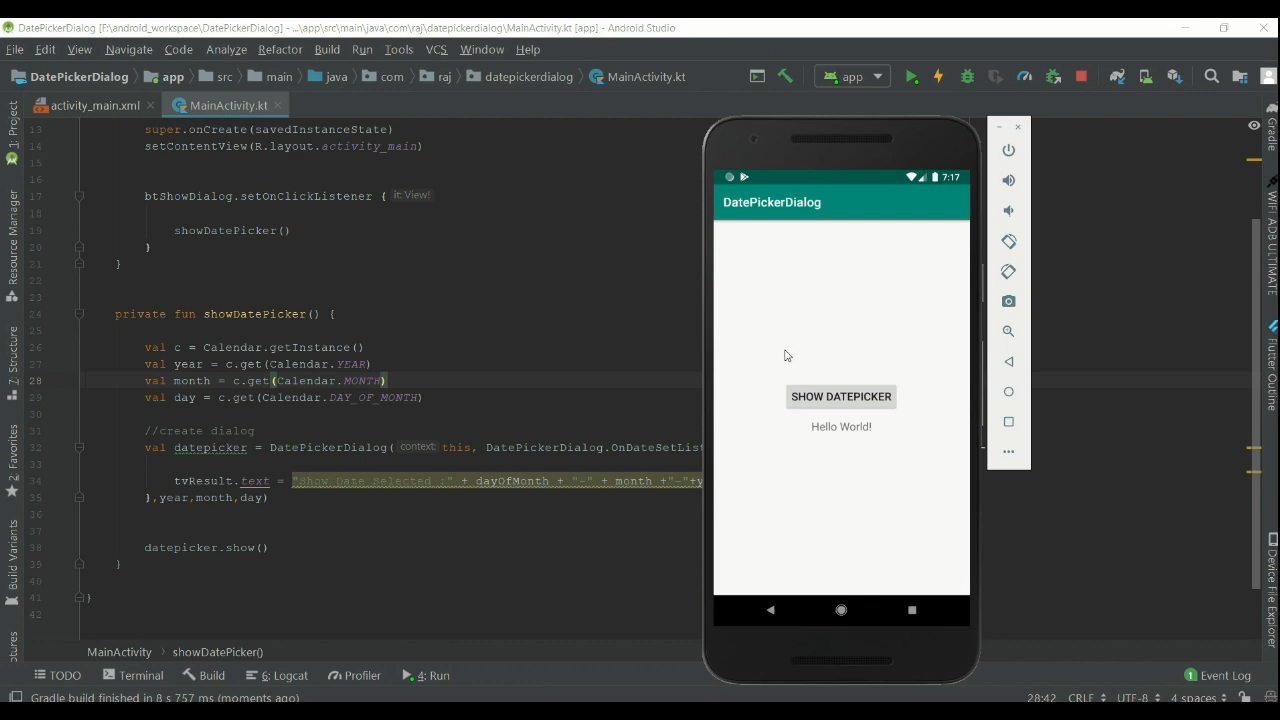 DatePickerDialog [F:\android_workspace\DatePickerDialog] - ...\app\src\main\java\com\raj\datepickerdialog\MainActivity.kt [app] - Android Studio
File Edit View Navigate Code Analyze Refactor Build Run Tools VCS Window Help
DatePickerDialog app src main java com raj datepickerdialog MainActivity.kt app
activity_main.xml MainActivity.kt
1: Project
Resource Manager
7: Structure
2: Favorites
Build Variants
13 super.onCreate(savedInstanceState)
14 setContentView(R.layout.activity_main)
15
16
17 btShowDialog.setOnClickListener { it: View!
18
19 showDatePicker()
20 }
21 }
22
23
24 private fun showDatePicker() {
25
26 val c = Calendar.getInstance()
27 val year = c.get(Calendar.YEAR)
28 val month = c.get(Calendar.MONTH)
29 val day = c.get(Calendar.DAY_OF_MONTH)
30
31 //create dialog
32 val datepicker = DatePickerDialog( context: this, DatePickerDialog.OnDateSetList
33
34 tvResult.text = "Show Date Selected :" + dayOfMonth + "-" + month +"-"+y
35 },year,month,day)
36
37
38 datepicker.show()
39 }
40
41 }
42
7:17
DatePickerDialog
SHOW DATEPICKER
Hello World!
Gradle
WIFI ADB ULTIMATE
Flutter Outline
Device File Explorer
MainActivity showDatePicker()
TODO Terminal Build 6: Logcat Profiler 4: Run 1 Event Log
Gradle build finished in 8 s 757 ms (moments ago) 28:42 CRLF UTF-8 4 spaces